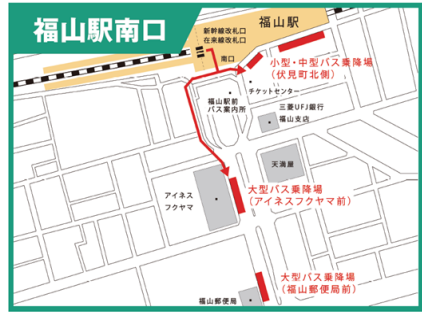 福山駅南口
福山駅
新幹線改札口
在来線改札口
南口
小型・中型バス乗降場
（伏見町北側）
チケットセンター
福山駅前
バス案内所
三菱UFJ銀行
福山支店
天満屋
アイネス
フクヤマ
大型バス乗降場
（アイネスフクヤマ前）
大型バス乗降場
（福山郵便局前）
福山郵便局